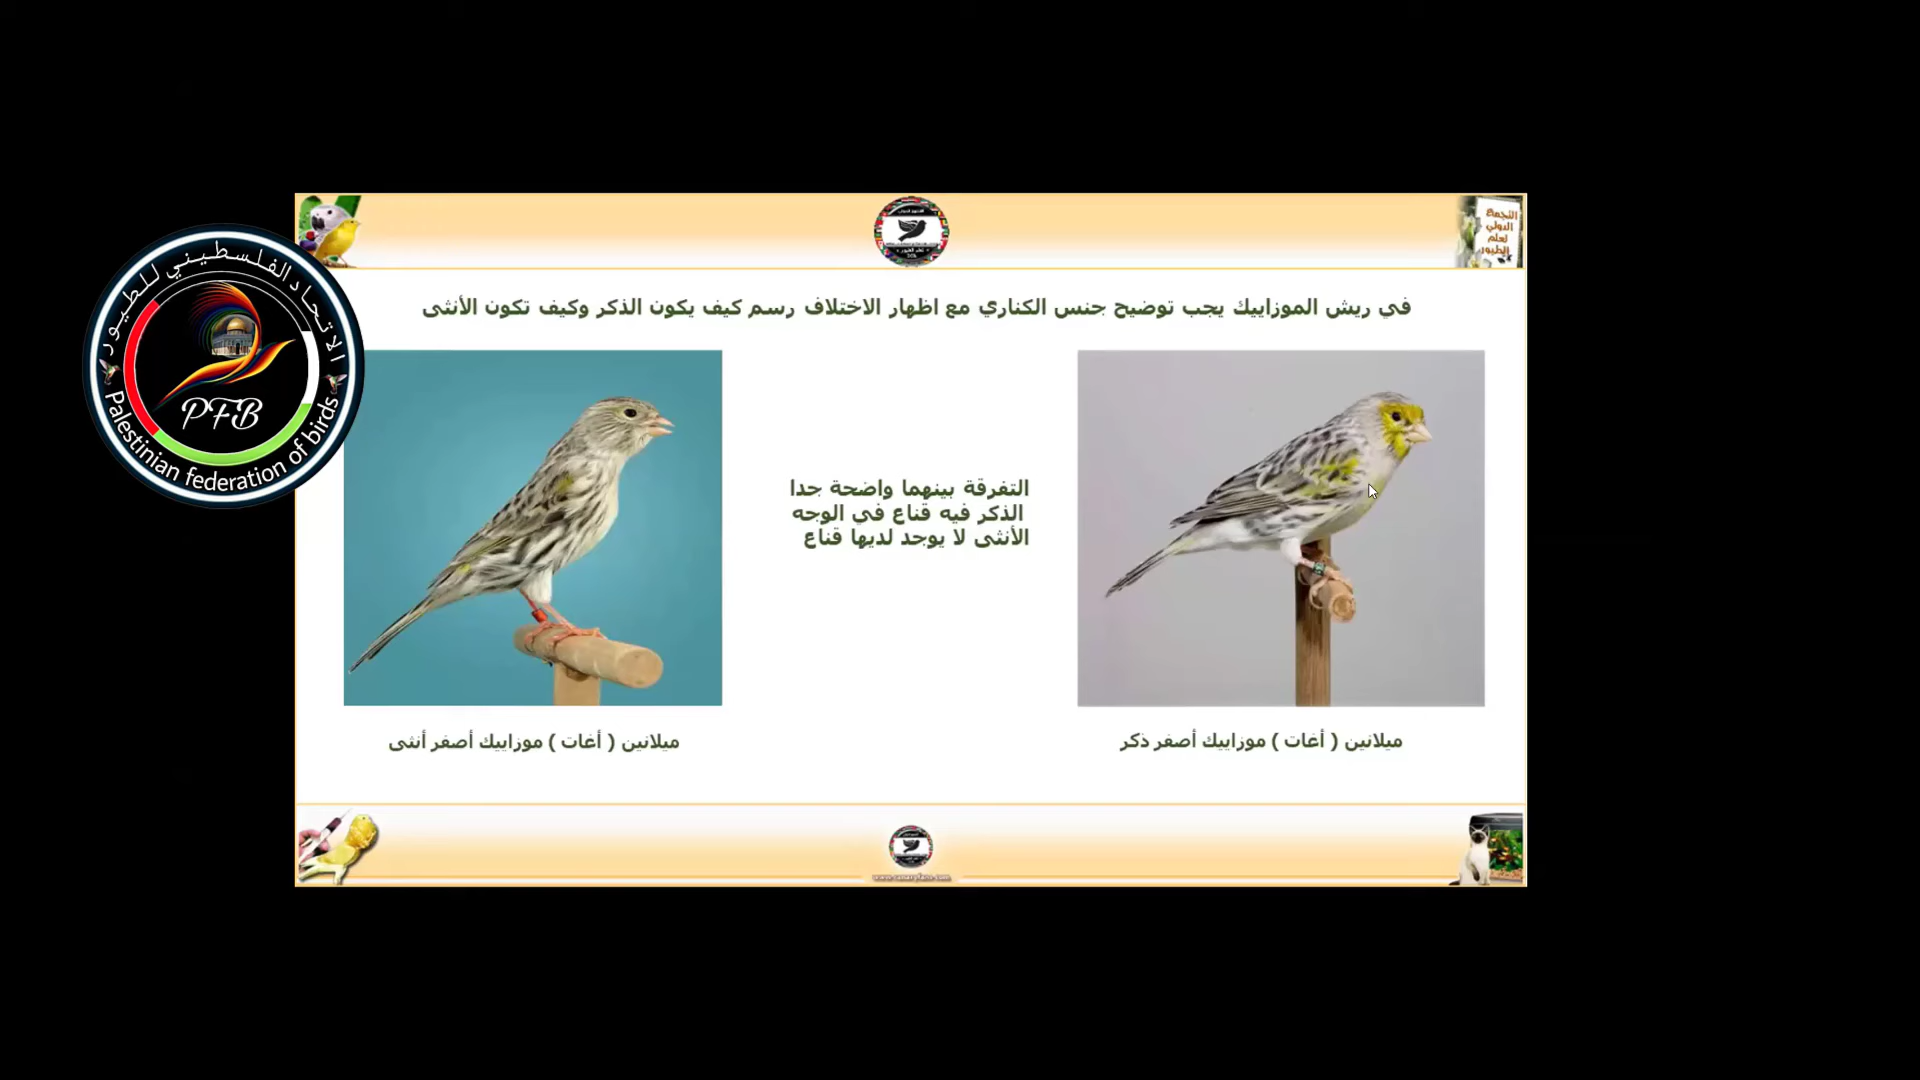 التجمع
الدولي
لعلم
الطيور
الاتحاد الفلسطيني للطيور
PFB
Palestinian federation of birds
في ريش الموزاييك يجب توضيح جنس الكناري مع اظهار الاختلاف رسم كيف يكون الذكر وكيف تكون الأنثى
التفرقة بينهما واضحة جدا
الذكر فيه قناع في الوجه
الأنثى لا يوجد لديها قناع
ميلانين ( أغات ) موزاييك أصفر ذكر
ميلانين ( أغات ) موزاييك أصفر أنثى